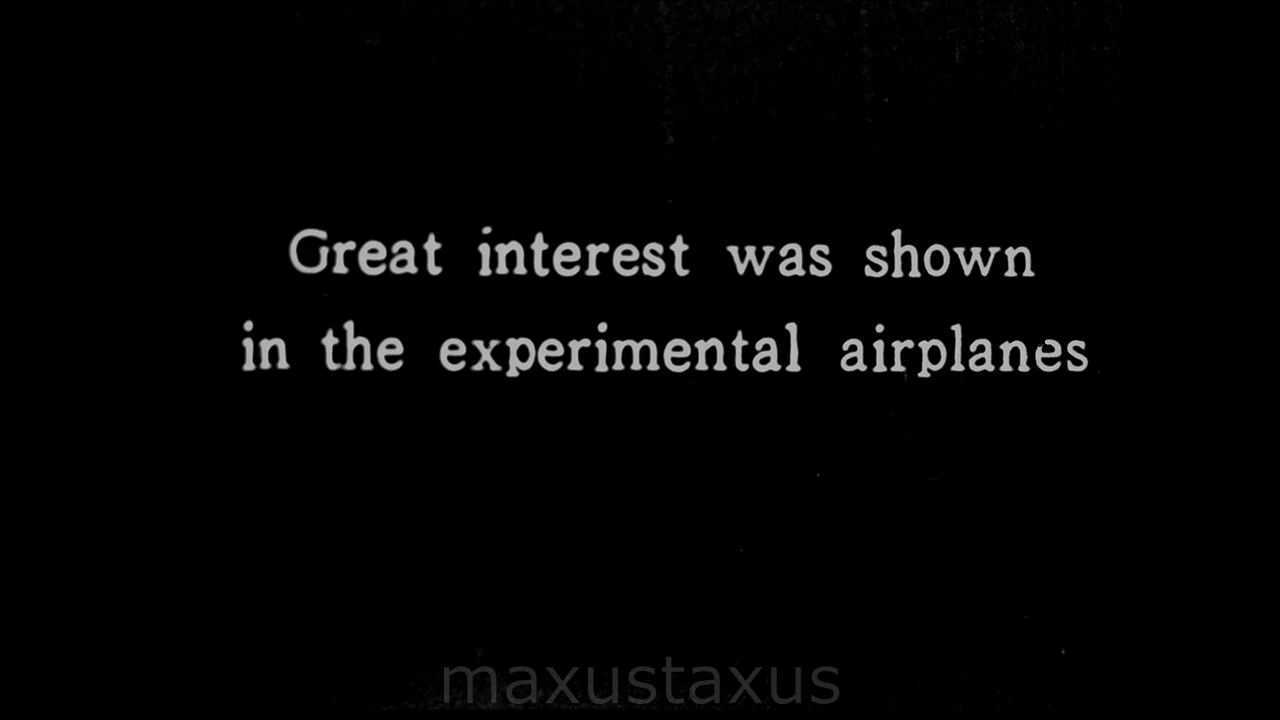 Great interest was shown
in the experimental airplanes
maxustaxus